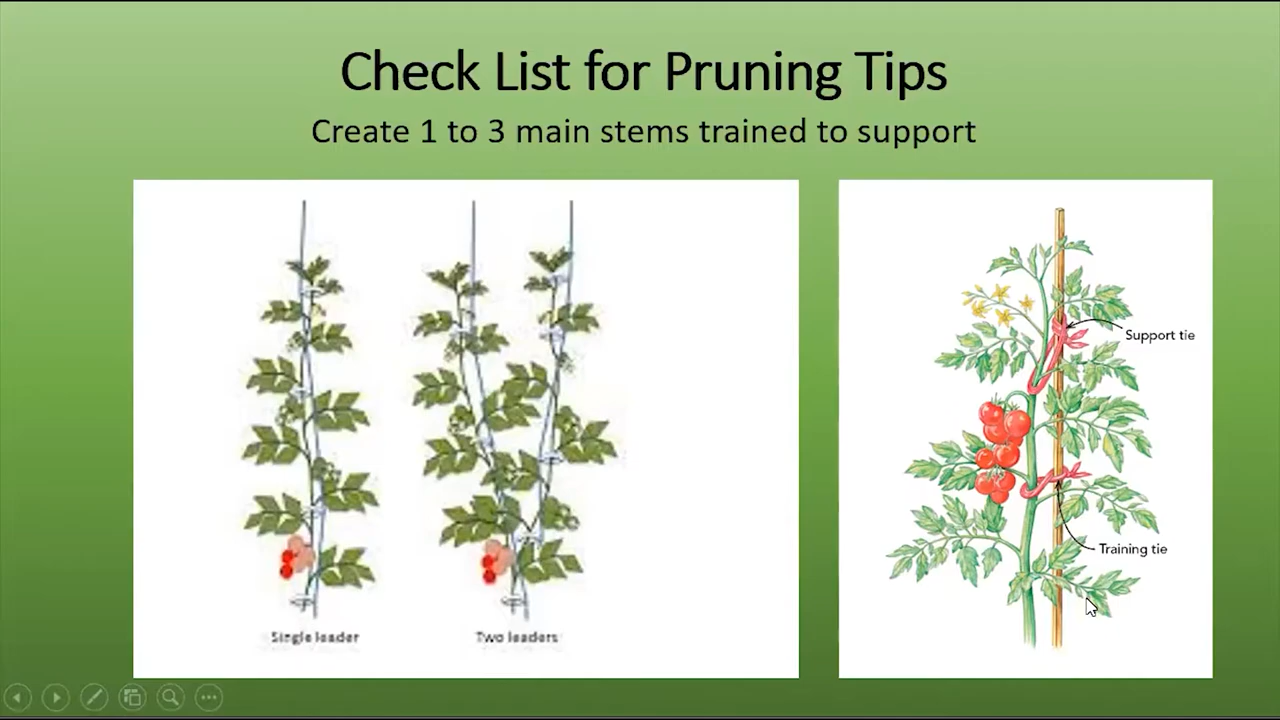 Check List for Pruning Tips
Create 1 to 3 main stems trained to support
Support tie
Training tie
Single leader
Two leaders